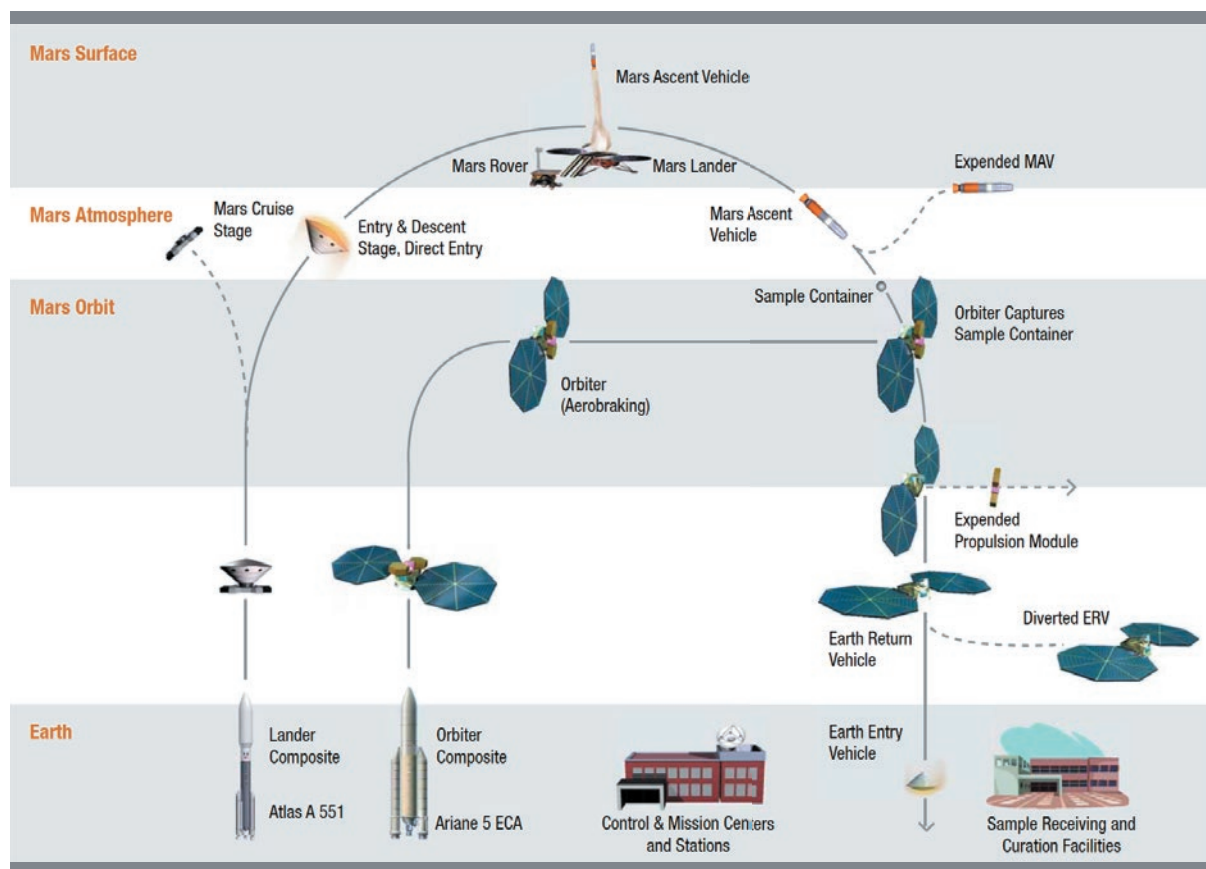 Mars Surface
Mars Ascent Vehicle
Mars Rover
Mars Lander
Expended MAV
Mars Atmosphere
Mars Cruise
Stage
Entry & Descent
Stage, Direct Entry
Mars Ascent
Vehicle
Mars Orbit
Sample Container
Orbiter Captures
Sample Container
Orbiter
(Aerobraking)
Expended
Propulsion Module
Earth Return
Vehicle
Diverted ERV
Earth
Lander
Composite
Atlas A 551
Orbiter
Composite
Ariane 5 ECA
Control & Mission Centers
and Stations
Earth Entry
Vehicle
Sample Receiving and
Curation Facilities